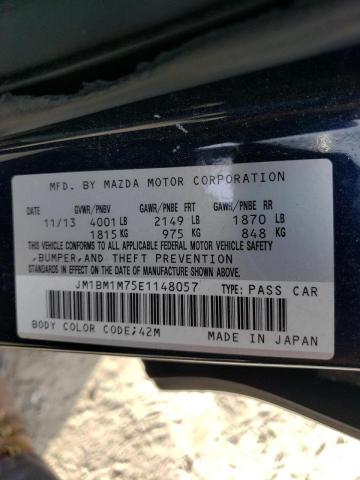 MFD. BY MAZDA MOTOR CORPORATION
DATE GVWR/PNBV GAWR/PNBE FRT GAWR/PNBE RR
11/13 4001 LB 2149 LB 1870 LB
1815 KG 975 KG 848 KG
THIS VEHICLE CONFORMS TO ALL APPLICABLE FEDERAL MOTOR VEHICLE SAFETY
,BUMPER,AND THEFT PREVENTION
STANDARDS IN EFFECT ON THE DATE OF MANUFACTURE SHOWN ABOVE.
JM1BM1M75E1148057 TYPE: PASS CAR
BODY COLOR CODE;42M MADE IN JAPAN